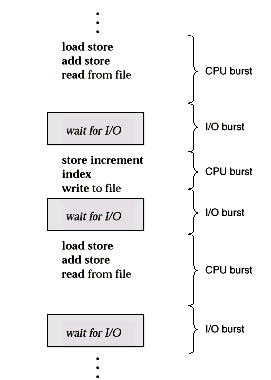 load store
add store
read from file
CPU burst
wait for I/O
I/O burst
store increment
index
write to file
CPU burst
wait for I/O
I/O burst
load store
add store
read from file
CPU burst
wait for I/O
I/O burst